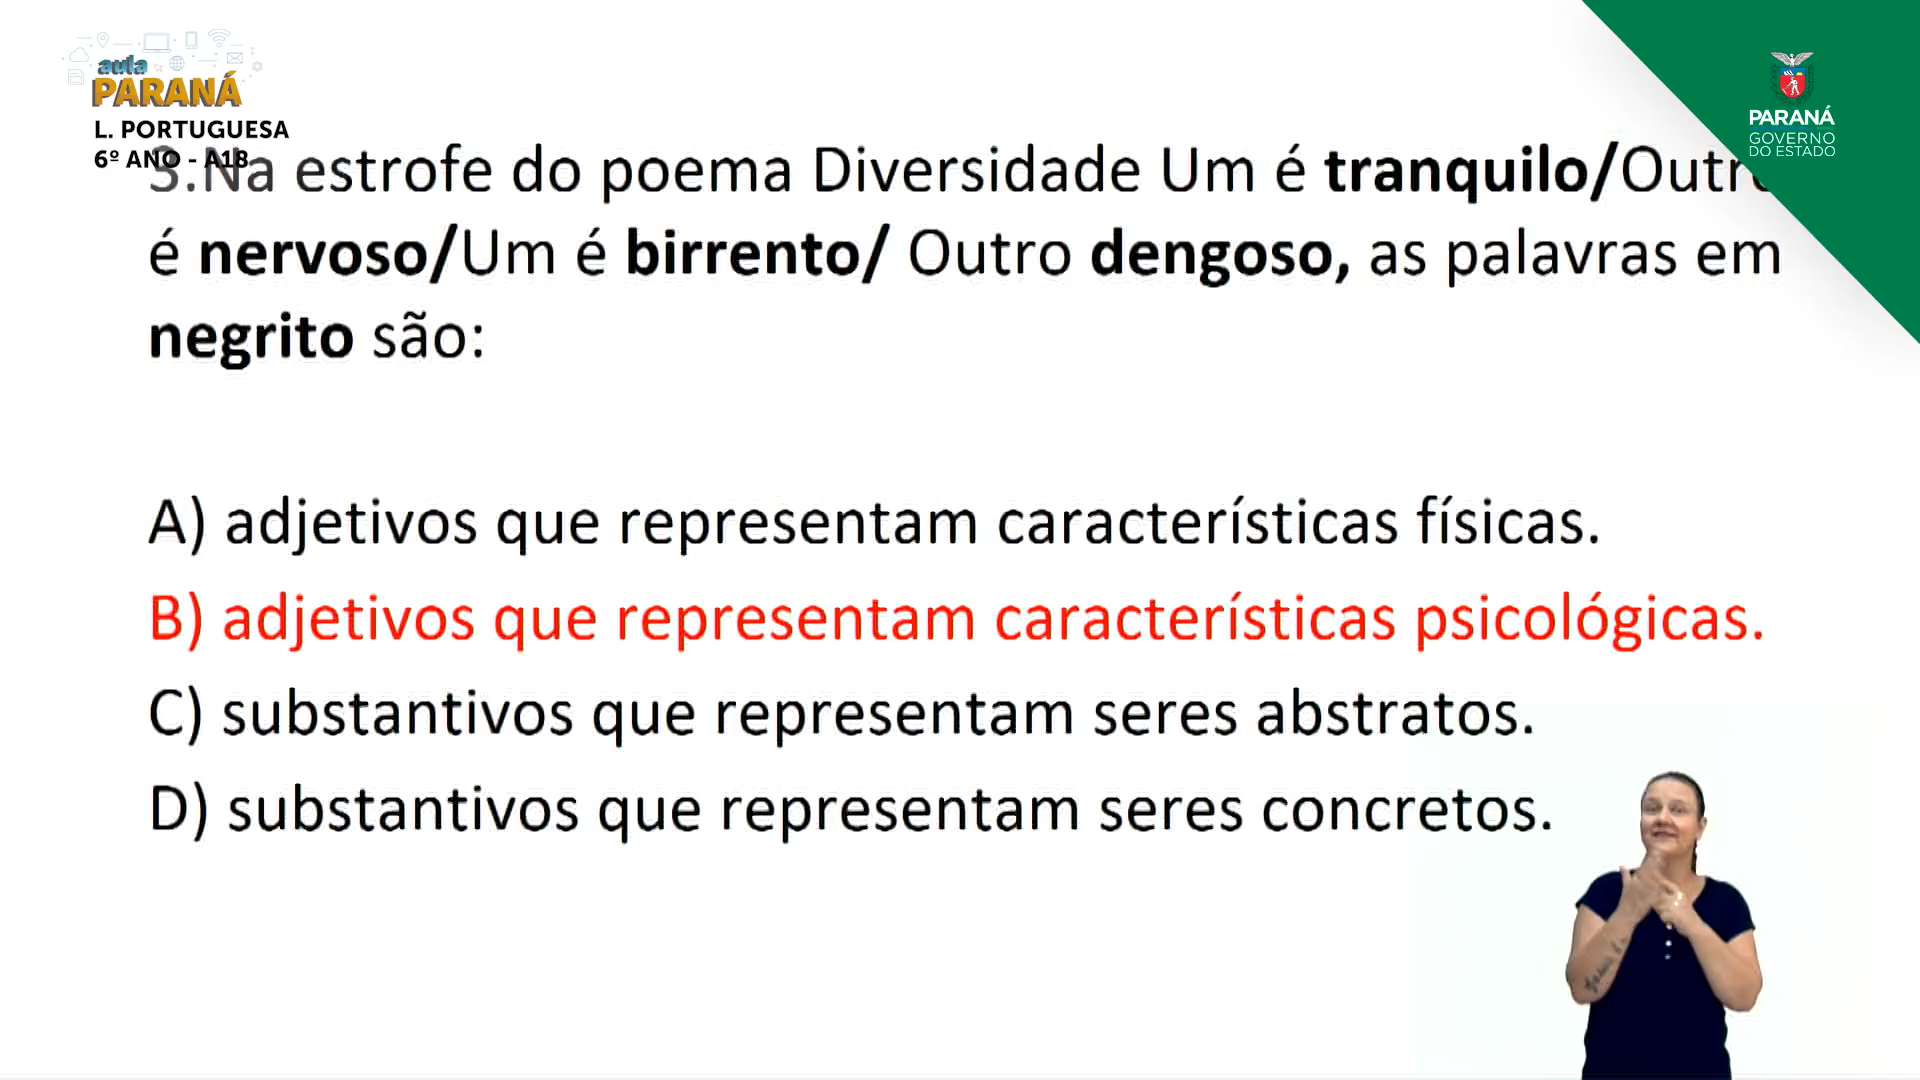 aula
PARANÁ
L. PORTUGUESA
6º ANO - A18
PARANÁ
GOVERNO
DO ESTADO
3.Na estrofe do poema Diversidade Um é tranquilo/Outro
é nervoso/Um é birrento/ Outro dengoso, as palavras em
negrito são:
A) adjetivos que representam características físicas.
B) adjetivos que representam características psicológicas.
C) substantivos que representam seres abstratos.
D) substantivos que representam seres concretos.